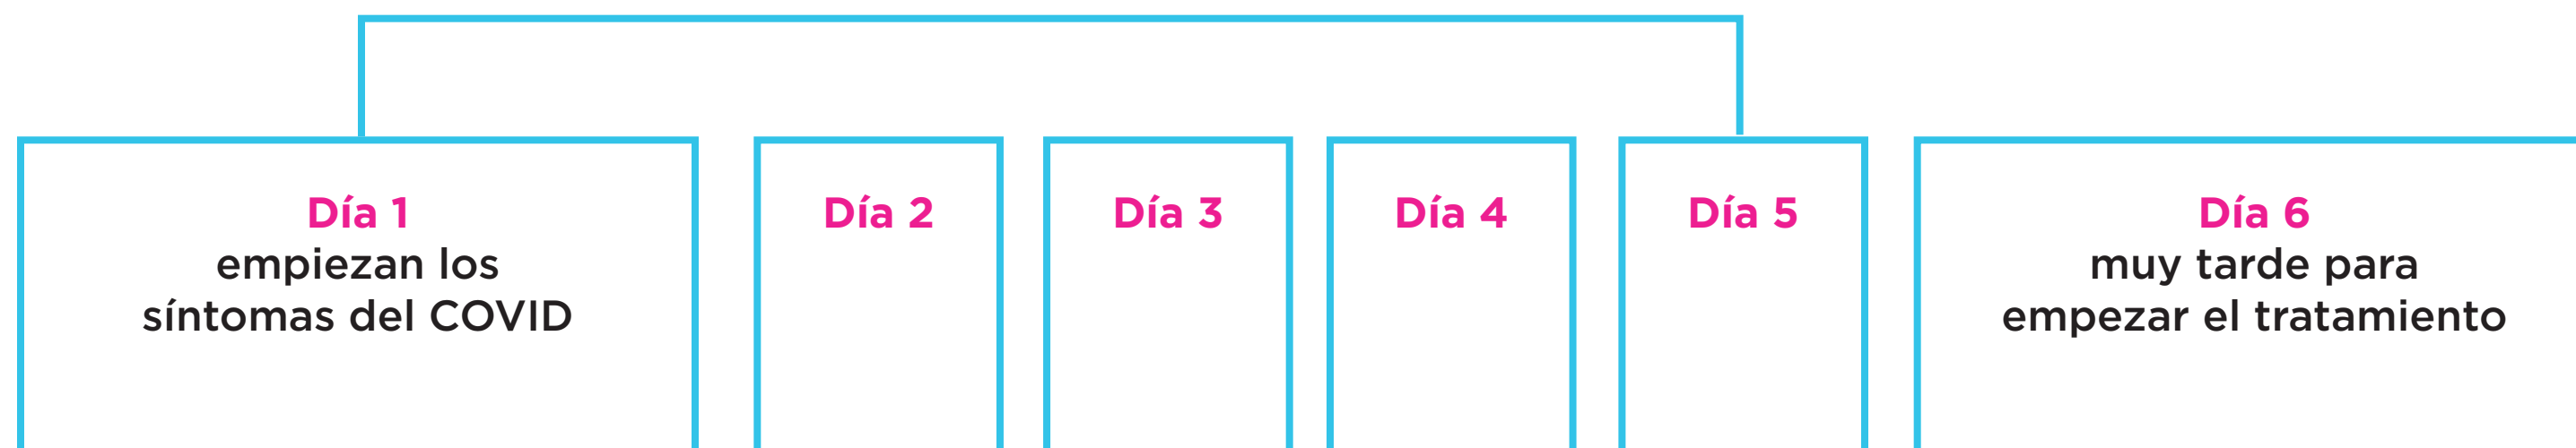 Día 1
empiezan los
síntomas del COVID
Día 2
Día 3
Día 4
Día 5
Día 6
muy tarde para
empezar el tratamiento